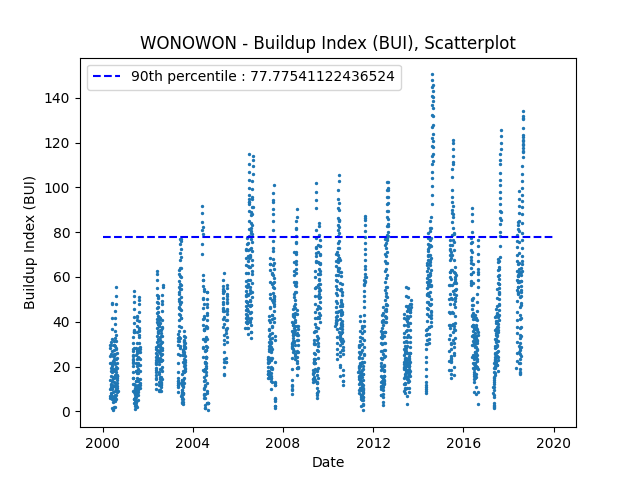 WONOWON - Buildup Index (BUI), Scatterplot
90th percentile : 77.77541122436524
140
120
100
80
60
40
20
0
Buildup Index (BUI)
2000 2004 2008 2012 2016 2020
Date